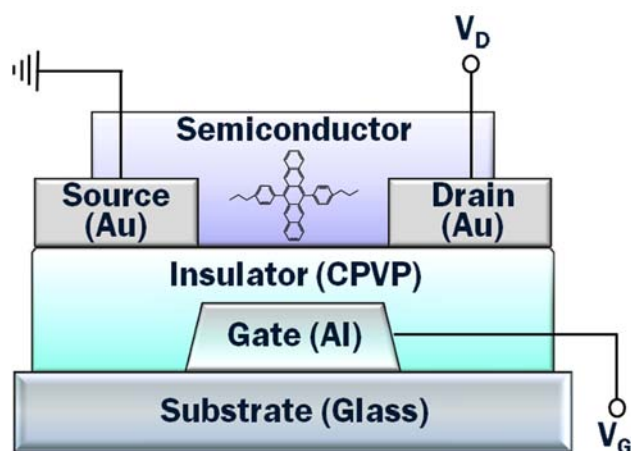 V_D
Semiconductor
Source
(Au)
Drain
(Au)
Insulator (CPVP)
Gate (Al)
Substrate (Glass)
V_G